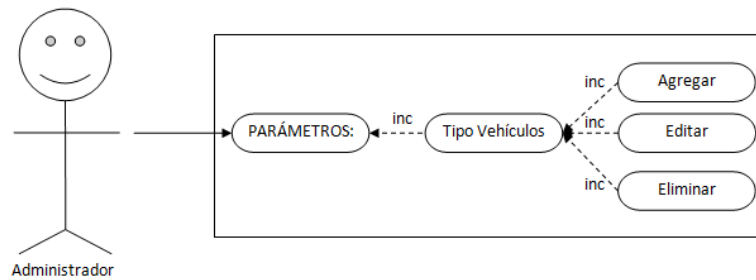 inc
Agregar
PARÁMETROS:
inc
Tipo Vehículos
inc
Editar
inc
Eliminar
Administrador